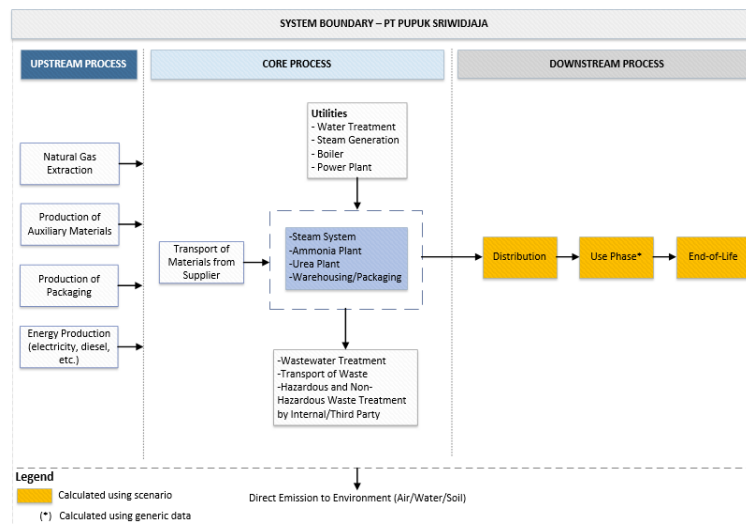 SYSTEM BOUNDARY – PT PUPUK SRIWIDJAJA
UPSTREAM PROCESS
CORE PROCESS
DOWNSTREAM PROCESS
Natural Gas
Extraction
Production of
Auxiliary Materials
Production of
Packaging
Energy Production
(electricity, diesel,
etc.)
Transport of
Materials from
Supplier
Utilities
- Water Treatment
- Steam Generation
- Boiler
- Power Plant
-Steam System
-Ammonia Plant
-Urea Plant
-Warehousing/Packaging
-Wastewater Treatment
-Transport of Waste
-Hazardous and Non-
Hazardous Waste Treatment
by Internal/Third Party
Distribution
Use Phase*
End-of-Life
Legend
Calculated using scenario
(*) Calculated using generic data
Direct Emission to Environment (Air/Water/Soil)